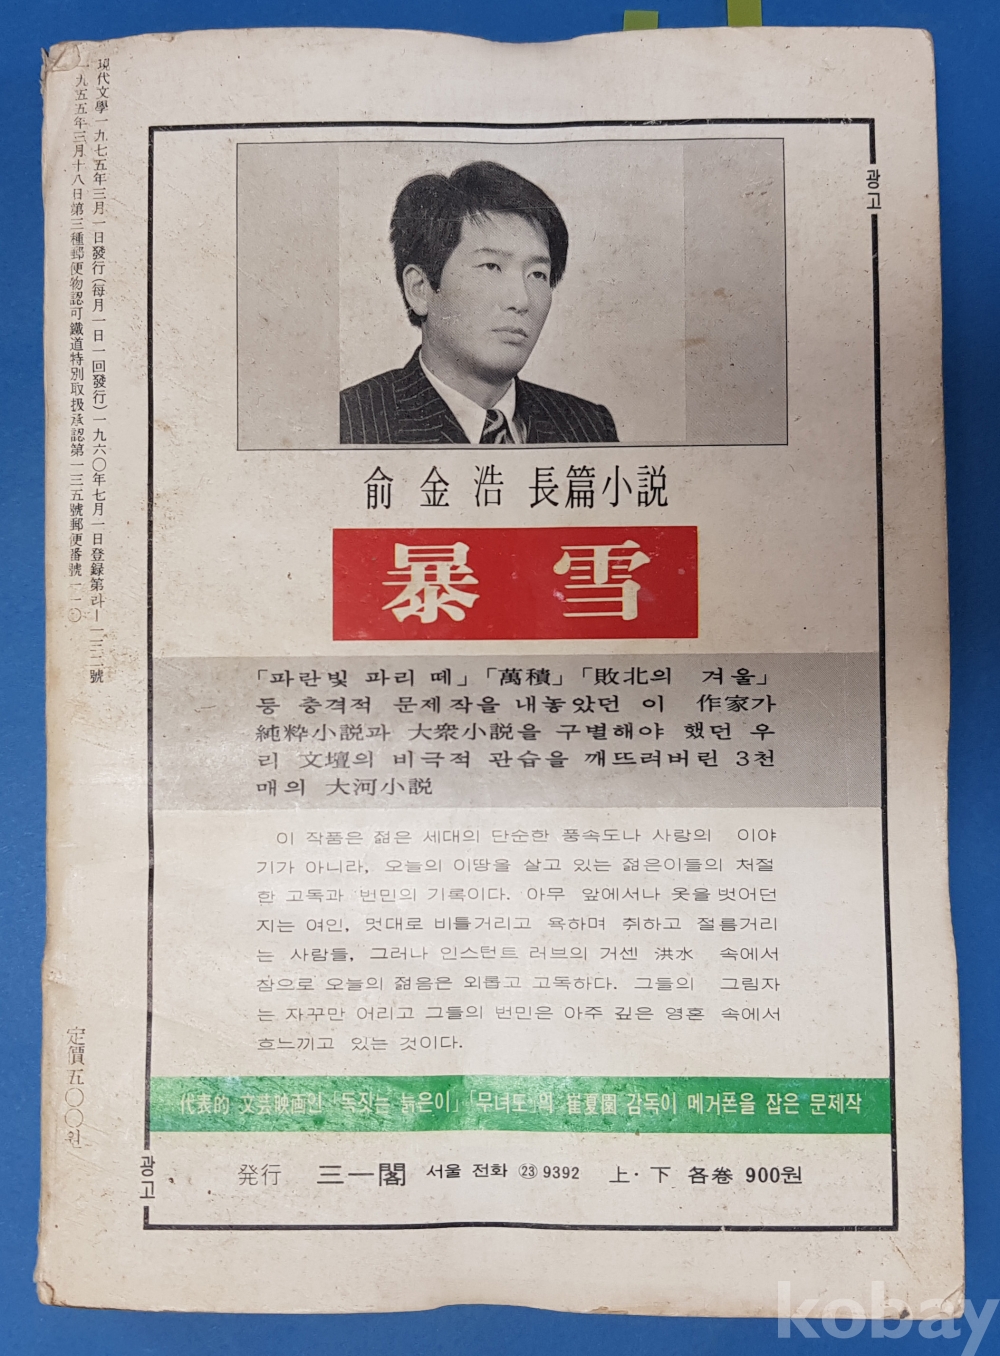 現代文學一九七五年三月一日發行(每月一日一回發行)一九六〇年七月一日登録第라—一二二號
一九五五年三月十八日第三種郵便物認可鐵道特別取扱承認第一三五號郵便番號一一〇
定價五〇〇원
광고
兪金浩 長篇小説
暴雪
「파란빛 파리 떼」「萬積」「敗北의 겨울」
등 충격적 문제작을 내놓았던 이 作家가
純粹小説과 大衆小説을 구별해야 했던 우
리 文壇의 비극적 관습을 깨뜨려버린 3천
매의 大河小説
이 작품은 젊은 세대의 단순한 풍속도나 사랑의 이야
기가 아니라, 오늘의 이땅을 살고 있는 젊은이들의 처절
한 고독과 번민의 기록이다. 아무 앞에서나 옷을 벗어던
지는 여인, 멋대로 비틀거리고 욕하며 취하고 절름거리
는 사람들, 그러나 인스턴트 러브의 거센 洪水 속에서
참으로 오늘의 젊음은 외롭고 고독하다. 그들의 그림자
는 자꾸만 어리고 그들의 번민은 아주 깊은 영혼 속에서
흐느끼고 있는 것이다.
代表的 文芸映画인 「독짓는 늙은이」「무녀도」의 崔夏園 감독이 메거폰을 잡은 문제작
광고
発行 三一閣 서울 전화 ㉓ 9392 上·下 各巻 900원
kobay